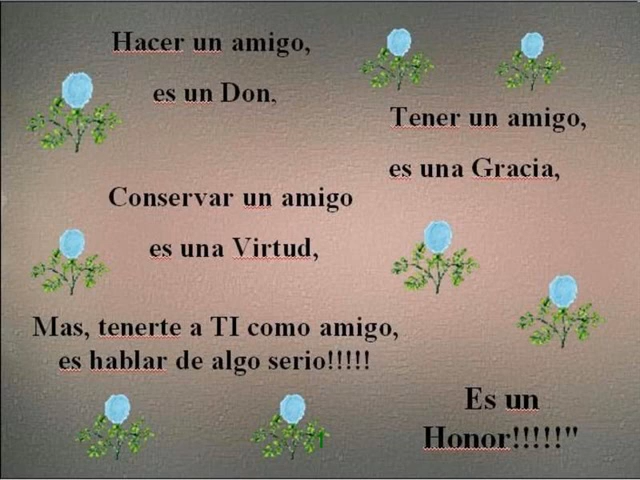 Hacer un amigo,
es un Don,
Tener un amigo,
es una Gracia,
Conservar un amigo
es una Virtud,
Mas, tenerte a TI como amigo,
es hablar de algo serio!!!!!
Es un
Honor!!!!!"